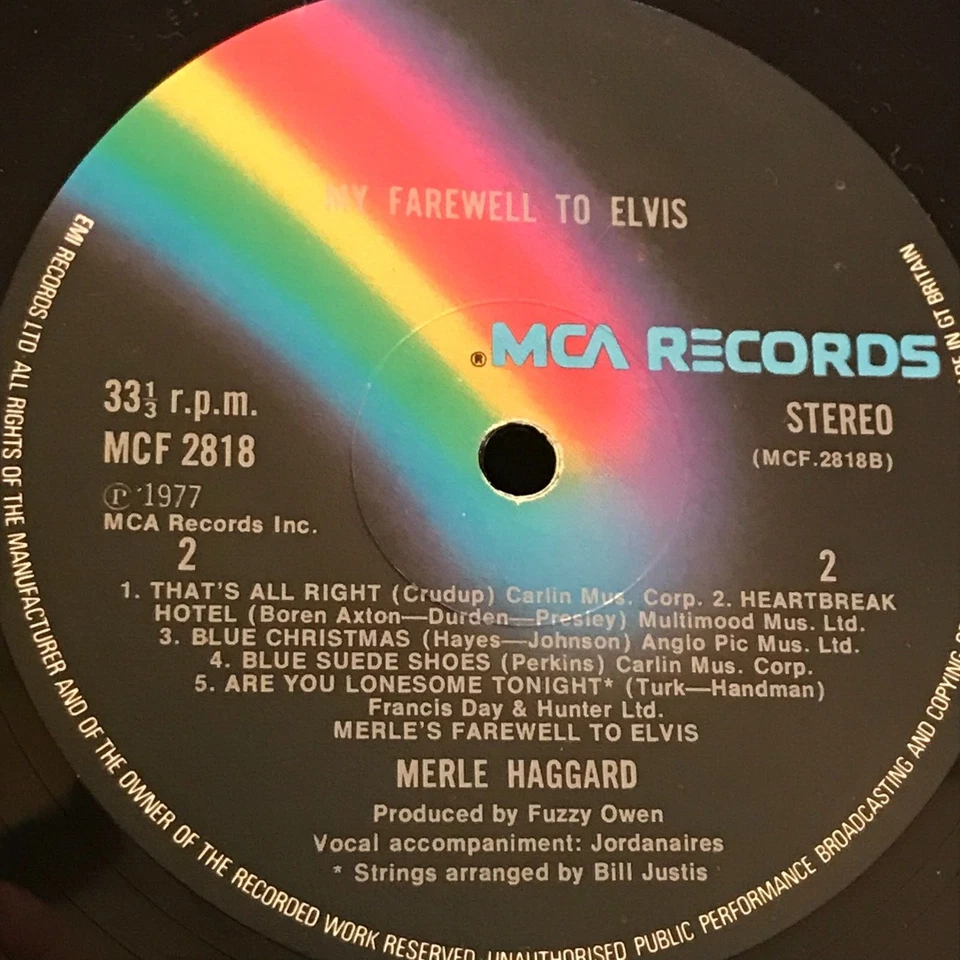 MY FAREWELL TO ELVIS
® MCA RECORDS
33⅓ r.p.m.
STEREO
MCF 2818
(MCF.2818B)
Ⓟ 1977
MCA Records Inc.
2
2
1. THAT'S ALL RIGHT (Crudup) Carlin Mus. Corp. 2. HEARTBREAK
HOTEL (Boren Axton—Durden—Presley) Multimood Mus. Ltd.
3. BLUE CHRISTMAS (Hayes—Johnson) Anglo Pic Mus. Ltd.
4. BLUE SUEDE SHOES (Perkins) Carlin Mus. Corp.
5. ARE YOU LONESOME TONIGHT* (Turk—Handman)
Francis Day & Hunter Ltd.
MERLE'S FAREWELL TO ELVIS
MERLE HAGGARD
Produced by Fuzzy Owen
Vocal accompaniment: Jordanaires
* Strings arranged by Bill Justis
EMI RECORDS LTD ALL RIGHTS OF THE MANUFACTURER AND OF THE OWNER OF THE RECORDED WORK RESERVED. UNAUTHORISED PUBLIC PERFORMANCE BROADCASTING AND COPYING IN GT BRITAIN